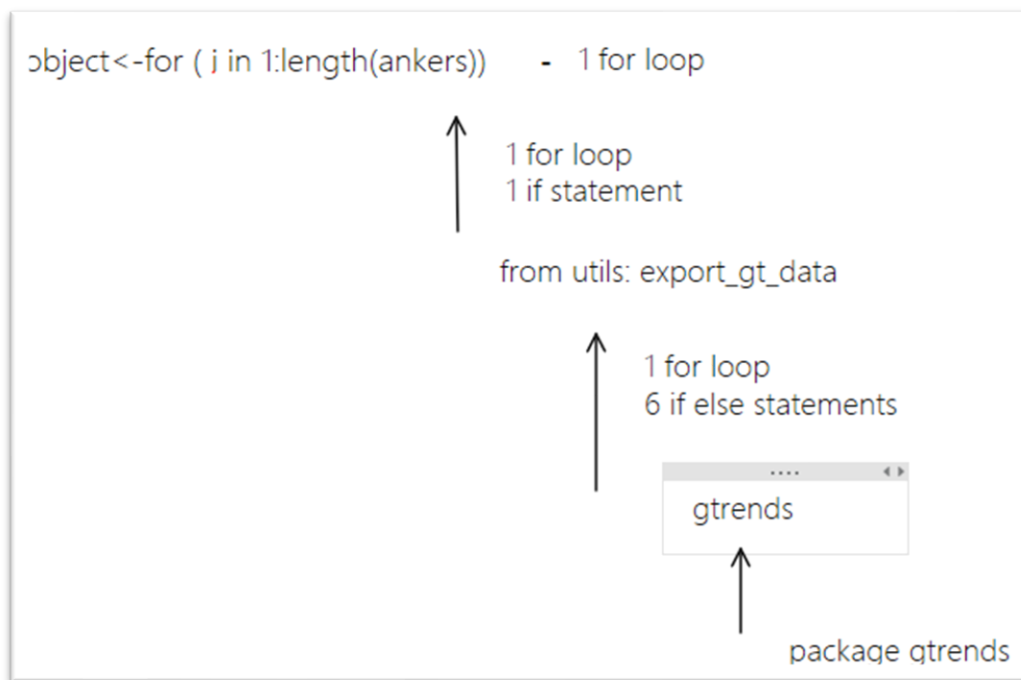 object<-for ( j in 1:length(ankers)) - 1 for loop
1 for loop
1 if statement
from utils: export_gt_data
1 for loop
6 if else statements
gtrends
package gtrends